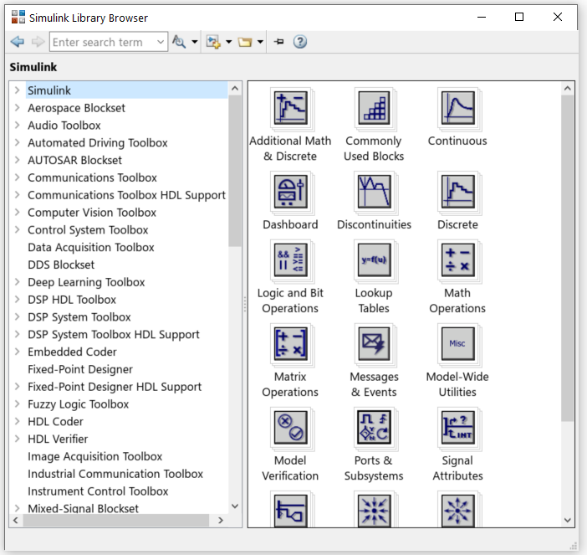 Simulink Library Browser
Enter search term
Simulink
Simulink
Aerospace Blockset
Audio Toolbox
Automated Driving Toolbox
AUTOSAR Blockset
Communications Toolbox
Communications Toolbox HDL Support
Computer Vision Toolbox
Control System Toolbox
Data Acquisition Toolbox
DDS Blockset
Deep Learning Toolbox
DSP HDL Toolbox
DSP System Toolbox
DSP System Toolbox HDL Support
Embedded Coder
Fixed-Point Designer
Fixed-Point Designer HDL Support
Fuzzy Logic Toolbox
HDL Coder
HDL Verifier
Image Acquisition Toolbox
Industrial Communication Toolbox
Instrument Control Toolbox
Mixed-Signal Blockset
Additional Math
& Discrete
Commonly
Used Blocks
Continuous
Dashboard
Discontinuities
Discrete
&& >=
|| <=
Logic and Bit
Operations
y=f(u)
Lookup
Tables
+ −
÷ ×
Math
Operations
+ −
÷ ×
Matrix
Operations
Messages
& Events
Misc
Model-Wide
Utilities
Model
Verification
Ports &
Subsystems
?
INT
Signal
Attributes